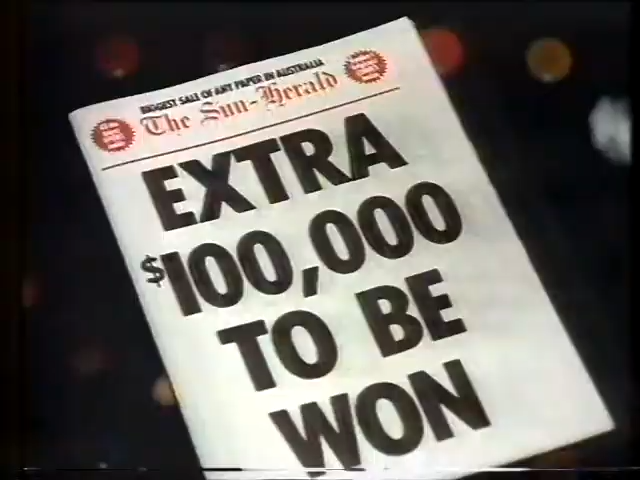 BIGGEST SALE OF ANY PAPER IN AUSTRALIA
The Sun-Herald
EXTRA
$100,000
TO BE
WON